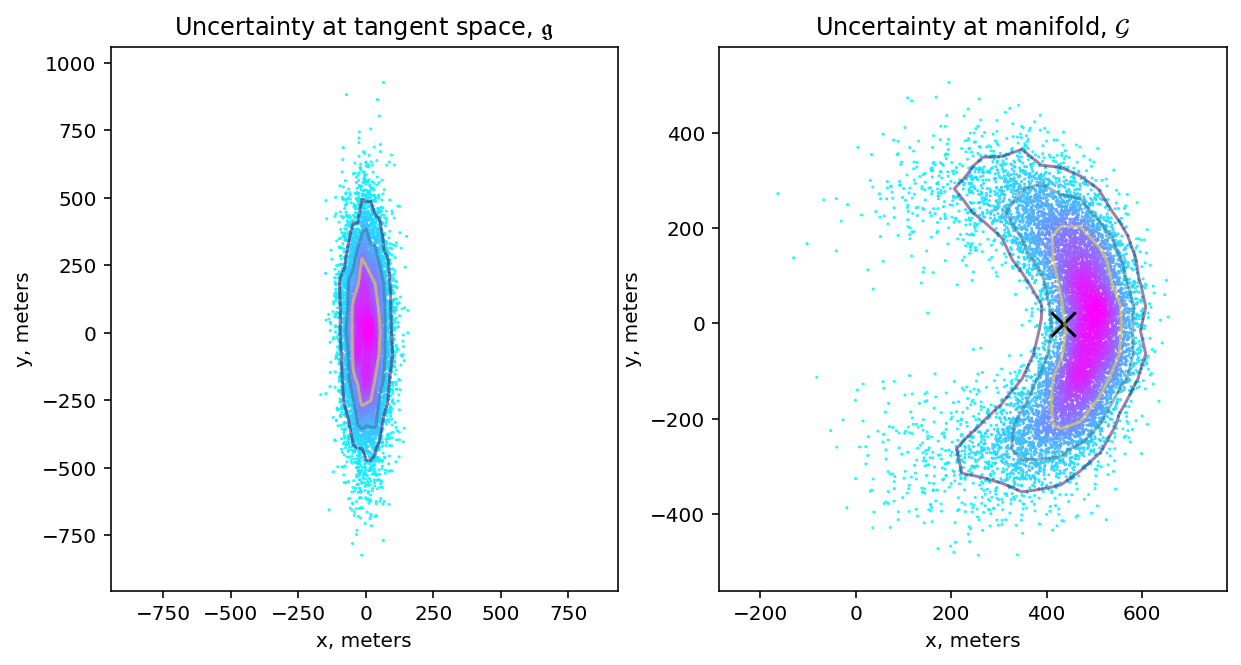 Uncertainty at tangent space, 𝔤
1000
750
500
250
0
−250
−500
−750
y, meters
−750 −500 −250 0 250 500 750
x, meters
Uncertainty at manifold, 𝒢
400
200
0
−200
−400
y, meters
−200 0 200 400 600
x, meters